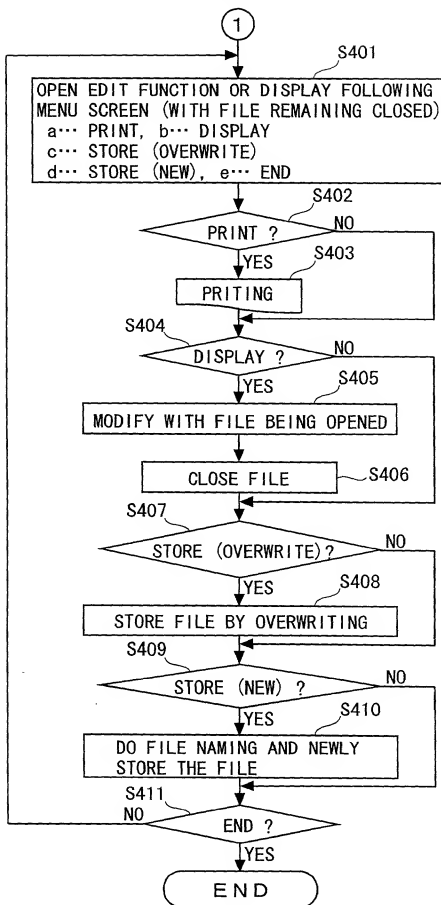 1
S401
OPEN EDIT FUNCTION OR DISPLAY FOLLOWING
MENU SCREEN (WITH FILE REMAINING CLOSED)
a··· PRINT, b··· DISPLAY
c··· STORE (OVERWRITE)
d··· STORE (NEW), e··· END
S402
PRINT ?
NO
YES
S403
PRITING
S404
DISPLAY ?
NO
YES
S405
MODIFY WITH FILE BEING OPENED
CLOSE FILE
S406
S407
STORE (OVERWRITE)?
NO
YES
S408
STORE FILE BY OVERWRITING
S409
STORE (NEW) ?
NO
YES
S410
DO FILE NAMING AND NEWLY
STORE THE FILE
S411
NO
END ?
YES
END